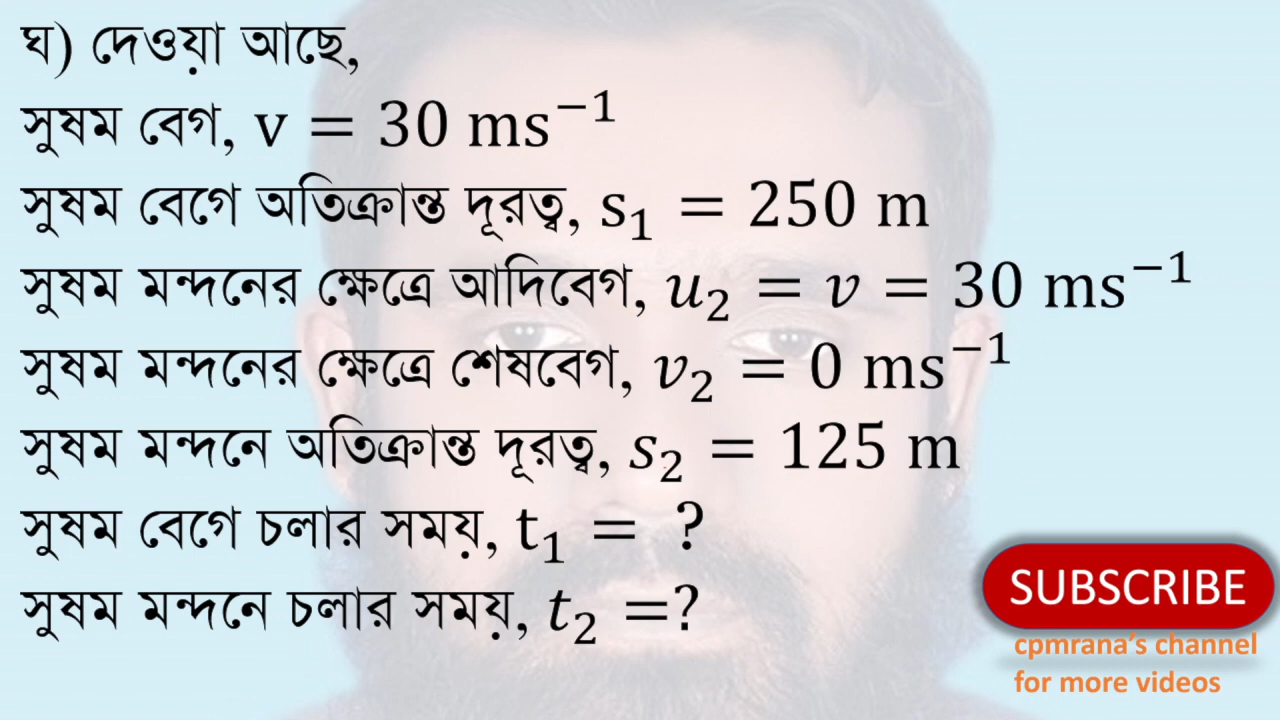 ঘ) দেওয়া আছে,
সুষম বেগ, v = 30 ms⁻¹
সুষম বেগে অতিক্রান্ত দূরত্ব, s₁ = 250 m
সুষম মন্দনের ক্ষেত্রে আদিবেগ, u₂ = v = 30 ms⁻¹
সুষম মন্দনের ক্ষেত্রে শেষবেগ, v₂ = 0 ms⁻¹
সুষম মন্দনে অতিক্রান্ত দূরত্ব, s₂ = 125 m
সুষম বেগে চলার সময়, t₁ = ?
সুষম মন্দনে চলার সময়, t₂ =?
SUBSCRIBE
cpmrana's channel
for more videos